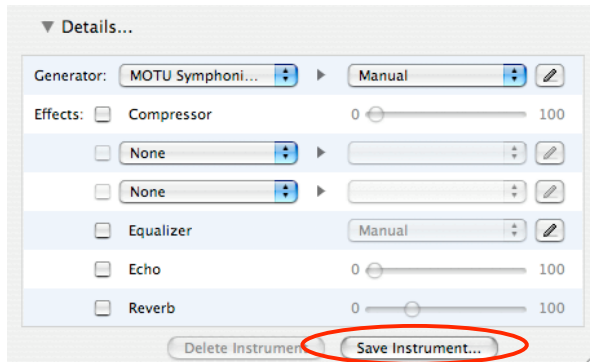 Details...
Generator: MOTU Symphoni... Manual
Effects: Compressor 0 100
None
None
Equalizer Manual
Echo 0 100
Reverb 0 100
Delete Instrument Save Instrument...